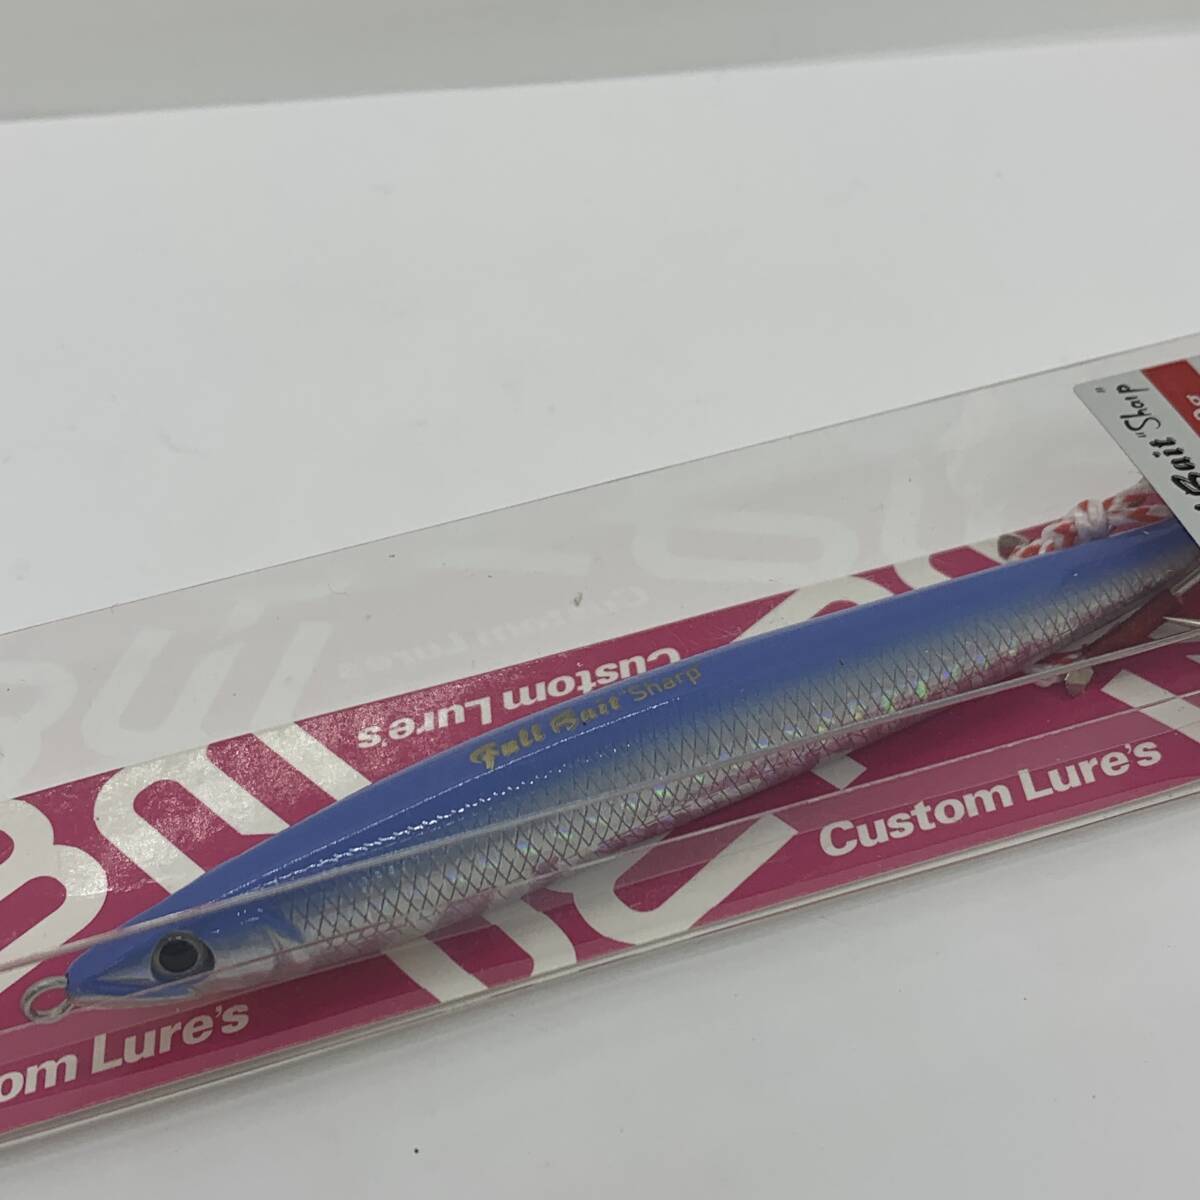 Bait
"Sharp"
Custom Lure's
Full Bait Sharp
Custom Lure's
Custom Lure's
om Lure's